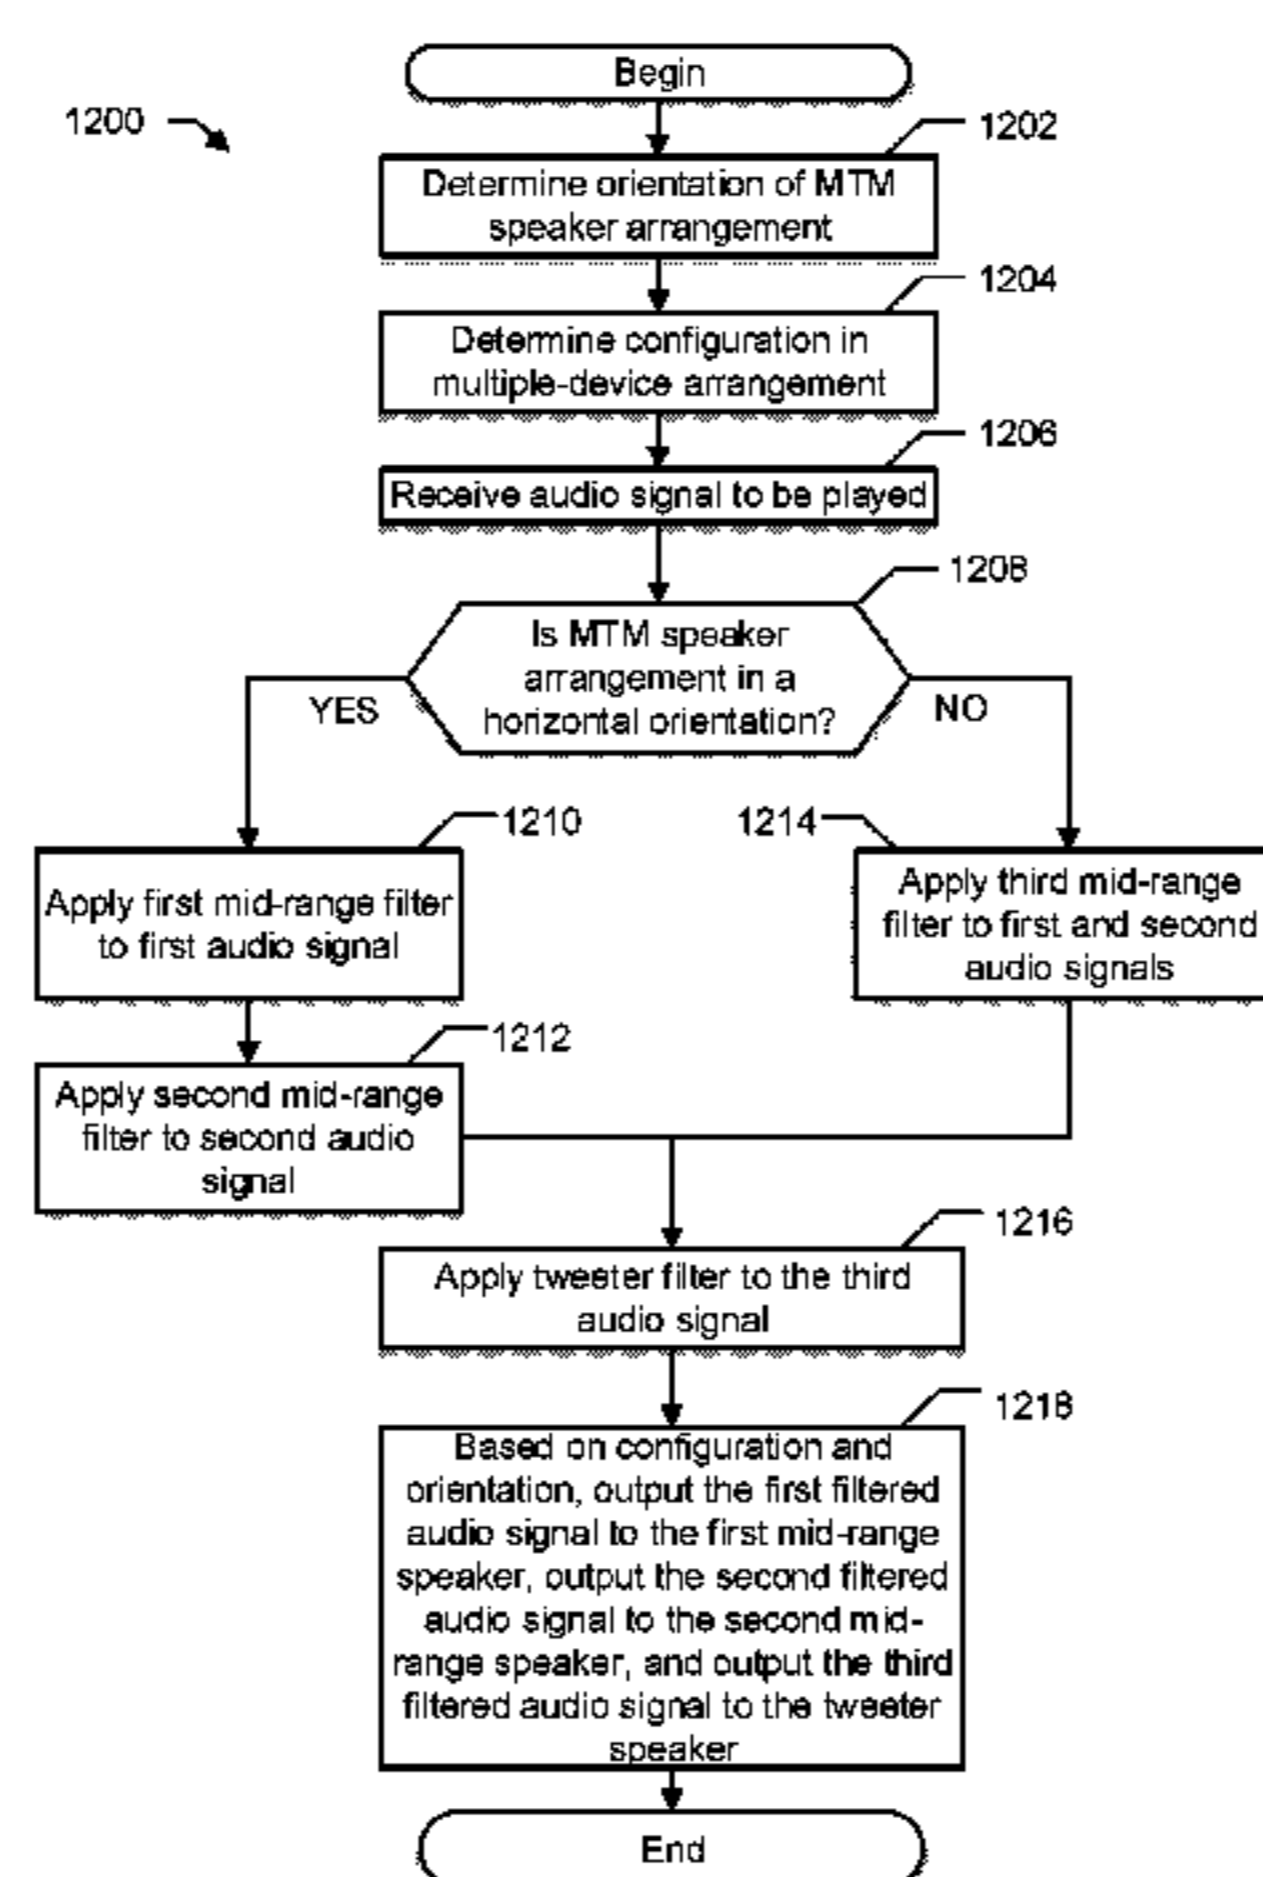 Begin
1200
1202
Determine orientation of MTM
speaker arrangement
1204
Determine configuration in
multiple-device arrangement
1206
Receive audio signal to be played
1208
Is MTM speaker
arrangement in a
horizontal orientation?
YES
NO
1210
Apply first mid-range filter
to first audio signal
1214
Apply third mid-range
filter to first and second
audio signals
1212
Apply second mid-range
filter to second audio
signal
1216
Apply tweeter filter to the third
audio signal
1218
Based on configuration and
orientation, output the first filtered
audio signal to the first mid-range
speaker, output the second filtered
audio signal to the second mid-
range speaker, and output the third
filtered audio signal to the tweeter
speaker
End